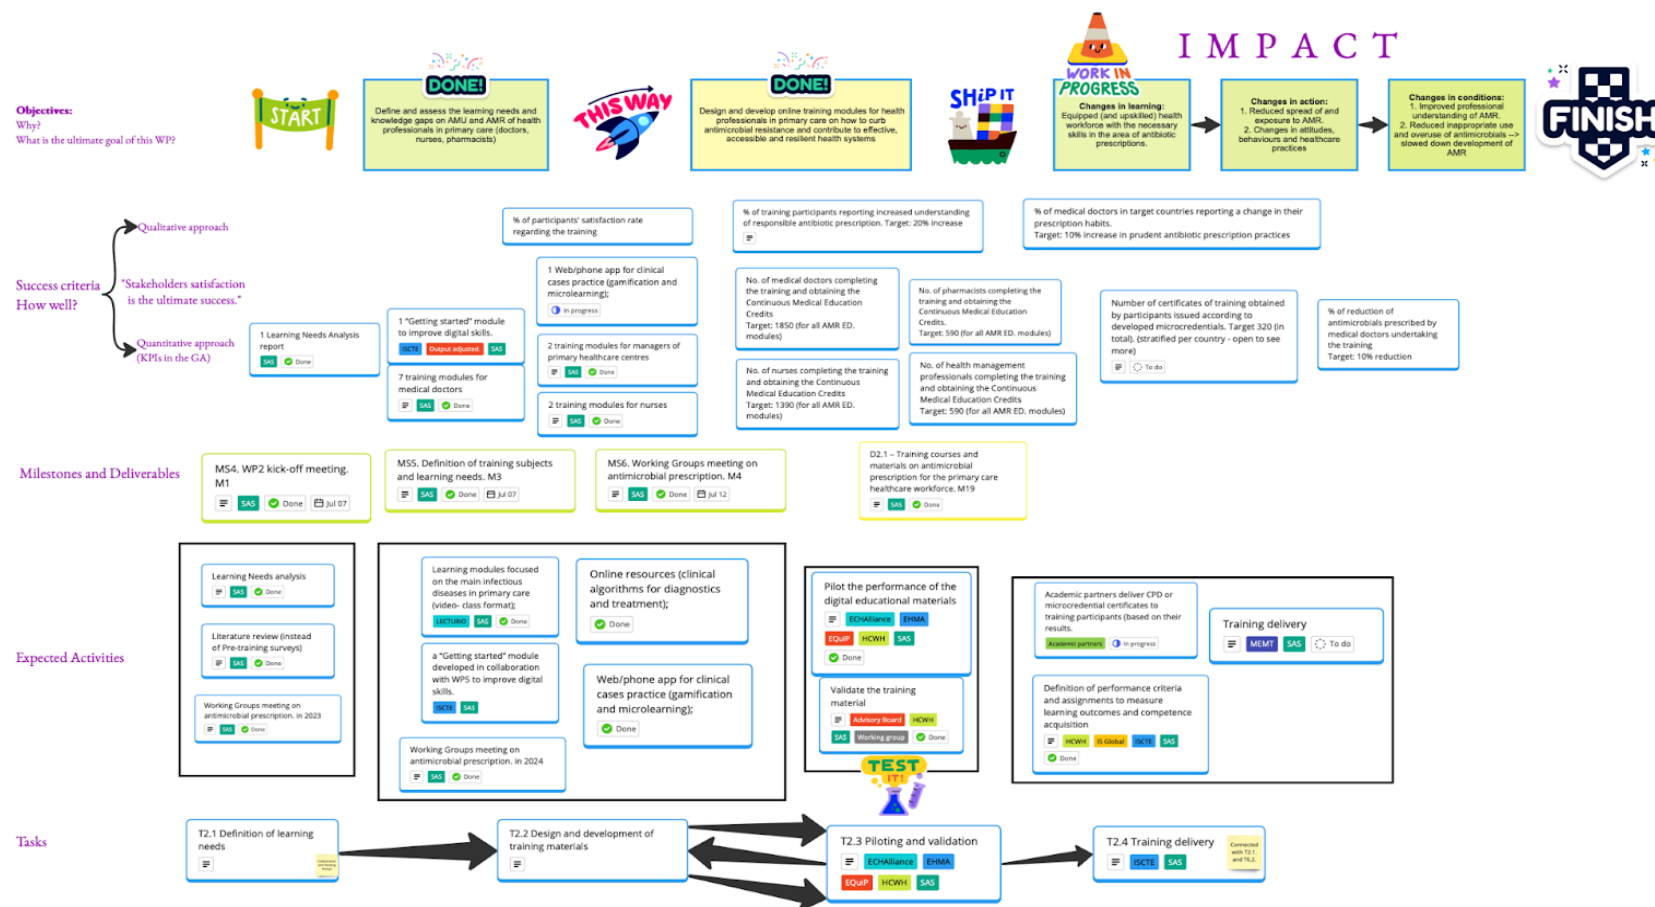 IMPACT
Objectives:
Why?
What is the ultimate goal of this WP?
START
DONE!
Define and assess the learning needs and
knowledge gaps on AMU and AMR of health
professionals in primary care (doctors,
nurses, pharmacists)
THIS WAY
DONE!
Design and develop online training modules for health
professionals in primary care on how to curb
antimicrobial resistance and contribute to effective,
accessible and resilient health systems
SHiP IT
WORK IN
PROGRESS
Changes in learning:
Equipped (and upskilled) health
workforce with the necessary
skills in the area of antibiotic
prescriptions.
Changes in action:
1. Reduced spread of and
exposure to AMR.
2. Changes in attitudes,
behaviours and healthcare
practices
Changes in conditions:
1. Improved professional
understanding of AMR.
2. Reduced inappropriate use
and overuse of antimicrobials -->
slowed down development of
AMR
FINISH
Success criteria
How well?
Qualitative approach
"Stakeholders satisfaction
is the ultimate success."
Quantitative approach
(KPIs in the GA)
% of participants' satisfaction rate
regarding the training
% of training participants reporting increased understanding
of responsible antibiotic prescription. Target: 20% increase
% of medical doctors in target countries reporting a change in their
prescription habits.
Target: 10% increase in prudent antibiotic prescription practices
1 Learning Needs Analysis
report
SAS Done
1 "Getting started" module
to improve digital skills.
ISCTE Output adjusted. SAS
7 training modules for
medical doctors
SAS Done
1 Web/phone app for clinical
cases practice (gamification and
microlearning);
In progress
2 training modules for managers of
primary healthcare centres
SAS Done
2 training modules for nurses
SAS Done
No. of medical doctors completing
the training and obtaining the
Continuous Medical Education
Credits
Target: 1850 (for all AMR ED.
modules)
No. of nurses completing the training
and obtaining the Continuous
Medical Education Credits
Target: 1390 (for all AMR ED.
modules)
No. of pharmacists completing the
training and obtaining the
Continuous Medical Education
Credits.
Target: 590 (for all AMR ED. modules)
No. of health management
professionals completing the training
and obtaining the Continuous
Medical Education Credits
Target: 590 (for all AMR ED. modules)
Number of certificates of training obtained
by participants issued according to
developed microcredentials. Target 320 (in
total). (stratified per country - open to see
more)
To do
% of reduction of
antimicrobials prescribed by
medical doctors undertaking
the training
Target: 10% reduction
Milestones and Deliverables
MS4. WP2 kick-off meeting.
M1
SAS Done Jul 07
MS5. Definition of training subjects
and learning needs. M3
SAS Done Jul 07
MS6. Working Groups meeting on
antimicrobial prescription. M4
SAS Done Jul 12
D2.1 – Training courses and
materials on antimicrobial
prescription for the primary care
healthcare workforce. M19
SAS Done
Expected Activities
Learning Needs analysis
SAS Done
Literature review (instead
of Pre-training surveys)
SAS Done
Working Groups meeting on
antimicrobial prescription. in 2023
SAS Done
Learning modules focused
on the main infectious
diseases in primary care
(video- class format);
LECTURIO SAS Done
a "Getting started" module
developed in collaboration
with WP5 to improve digital
skills.
ISCTE SAS
Working Groups meeting on
antimicrobial prescription. in 2024
SAS Done
Online resources (clinical
algorithms for diagnostics
and treatment);
Done
Web/phone app for clinical
cases practice (gamification
and microlearning);
Done
Pilot the performance of the
digital educational materials
ECHAlliance EHMA
EQuiP HCWH SAS
Done
Validate the training
material
Advisory Board HCWH
SAS Working group Done
TEST
IT!
Academic partners deliver CPD or
microcredential certificates to
training participants (based on their
results.
Academic partners In progress
Training delivery
MEMT SAS To do
Definition of performance criteria
and assignments to measure
learning outcomes and competence
acquisition
HCWH IS Global ISCTE SAS
Done
Tasks
T2.1 Definition of learning
needs
T2.2 Design and development of
training materials
T2.3 Piloting and validation
ECHAlliance EHMA
EQuiP HCWH SAS
T2.4 Training delivery
ISCTE SAS
Connected
with T2.1.
and T6.2.